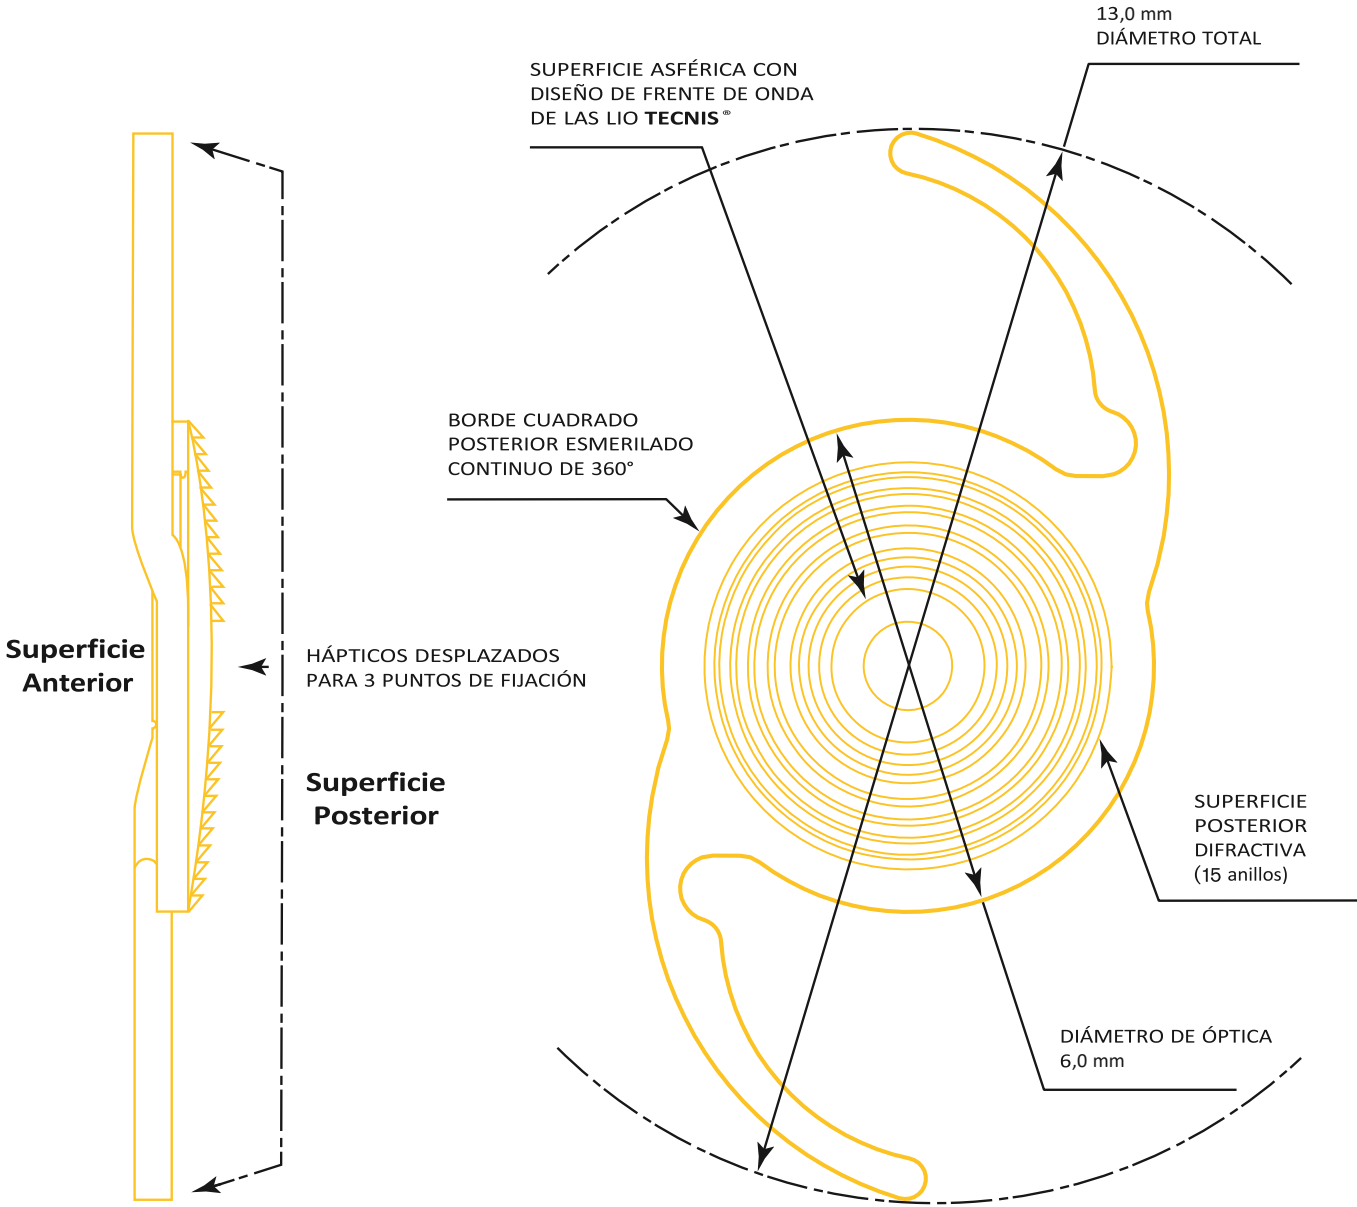 13,0 mm
DIÁMETRO TOTAL
SUPERFICIE ASFÉRICA CON
DISEÑO DE FRENTE DE ONDA
DE LAS LIO TECNIS®
BORDE CUADRADO
POSTERIOR ESMERILADO
CONTINUO DE 360°
Superficie
Anterior
HÁPTICOS DESPLAZADOS
PARA 3 PUNTOS DE FIJACIÓN
Superficie
Posterior
SUPERFICIE
POSTERIOR
DIFRACTIVA
(15 anillos)
DIÁMETRO DE ÓPTICA
6,0 mm